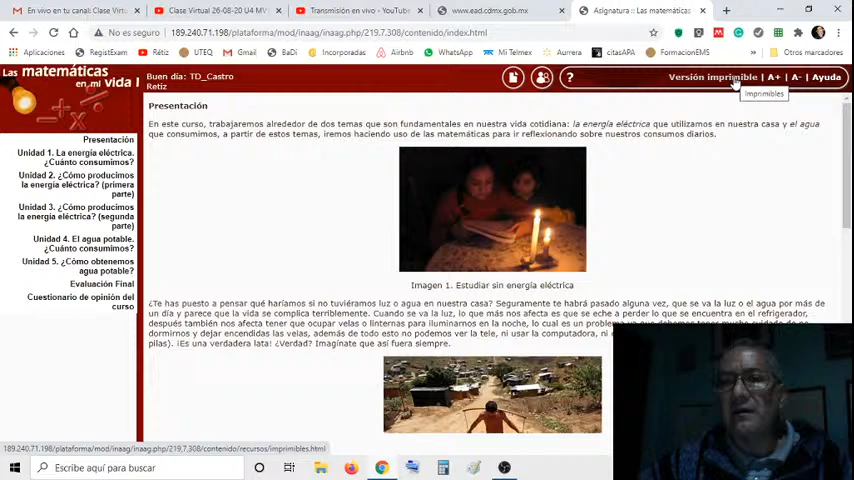 En vivo en tu canal: Clase Virt
Clase Virtual 26-08-20 U4 MV
Transmisión en vivo - YouTube
www.ead.cdmx.gob.mx
Asignatura :: Las matemáticas
No es seguro | 189.240.71.198/plataforma/mod/inaag/inaag.php/219,7,308/contenido/index.html
Aplicaciones
RegistExam
UTEQ
Gmail
BaDí
Incorporadas
Airbnb
WhatsApp
Mi Telmex
citasAPA
FormacionEMS
Otros marcadores
Las matemáticas
en mi vida I
Buen día: TD_Castro
Retiz
?
Versión imprimible | A+ | A- | Ayuda
Imprimibles
Presentación
Unidad 1. La energía eléctrica.
¿Cuánto consumimos?
Unidad 2. ¿Cómo producimos
la energía eléctrica? (primera
parte)
Unidad 3. ¿Cómo producimos
la energía eléctrica? (segunda
parte)
Unidad 4. El agua potable.
¿Cuánto consumimos?
Unidad 5. ¿Cómo obtenemos
agua potable?
Evaluación Final
Cuestionario de opinión del
curso
Presentación
En este curso, trabajaremos alrededor de dos temas que son fundamentales en nuestra vida cotidiana: la energía eléctrica que utilizamos en nuestra casa y el agua
que consumimos, a partir de estos temas, iremos haciendo uso de las matemáticas para ir reflexionando sobre nuestros consumos diarios.
Imagen 1. Estudiar sin energía eléctrica
¿Te has puesto a pensar qué haríamos si no tuviéramos luz o agua en nuestra casa? Seguramente te habrá pasado alguna vez, que se va la luz o el agua por más de
un día y parece que la vida se complica terriblemente. Cuando se va la luz, lo que más nos afecta es que se eche a perder lo que se encuentra en el refrigerador,
después también nos afecta tener que ocupar velas o linternas para iluminarnos en la noche, lo cual es un problema
dormirnos y dejar encendidas las velas, además de todo esto no podemos ver la tele, ni usar la computadora, ni
pilas). ¡Es una verdadera lata! ¿Verdad? Imagínate que así fuera siempre.
189.240.71.198/plataforma/mod/inaag/inaag.php/219,7,308/contenido/recursos/imprimibles.html
Escribe aquí para buscar